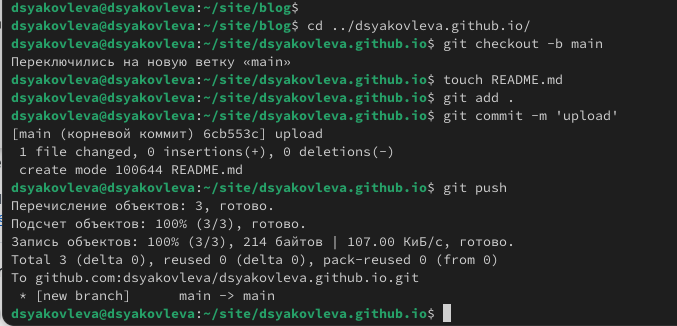 dsyakovleva@dsyakovleva:~/site/blog$
dsyakovleva@dsyakovleva:~/site/blog$ cd ../dsyakovleva.github.io/
dsyakovleva@dsyakovleva:~/site/dsyakovleva.github.io$ git checkout -b main
Переключились на новую ветку «main»
dsyakovleva@dsyakovleva:~/site/dsyakovleva.github.io$ touch README.md
dsyakovleva@dsyakovleva:~/site/dsyakovleva.github.io$ git add .
dsyakovleva@dsyakovleva:~/site/dsyakovleva.github.io$ git commit -m 'upload'
[main (корневой коммит) 6cb553c] upload
 1 file changed, 0 insertions(+), 0 deletions(-)
 create mode 100644 README.md
dsyakovleva@dsyakovleva:~/site/dsyakovleva.github.io$ git push
Перечисление объектов: 3, готово.
Подсчет объектов: 100% (3/3), готово.
Запись объектов: 100% (3/3), 214 байтов | 107.00 КиБ/с, готово.
Total 3 (delta 0), reused 0 (delta 0), pack-reused 0 (from 0)
To github.com:dsyakovleva/dsyakovleva.github.io.git
 * [new branch]      main -> main
dsyakovleva@dsyakovleva:~/site/dsyakovleva.github.io$